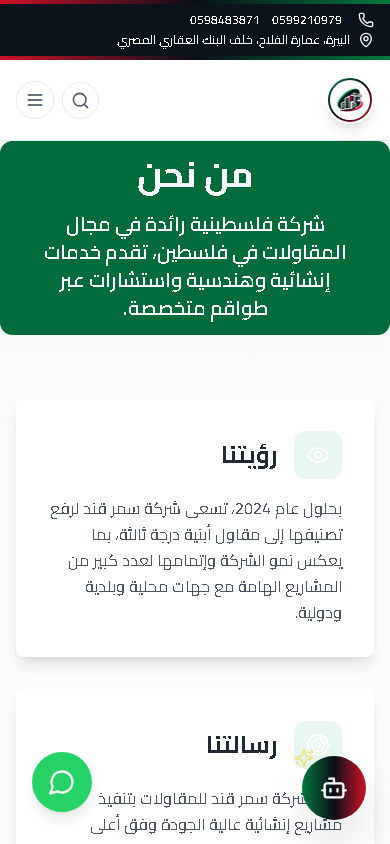 0599210979 0598483871
البيرة، عمارة الفلاح، خلف البنك العقاري المصري
من نحن
شركة فلسطينية رائدة في مجال
المقاولات في فلسطين، تقدم خدمات
إنشائية وهندسية واستشارات عبر
طواقم متخصصة.
رؤيتنا
بحلول عام 2024، تسعى شركة سمر قند لرفع
تصنيفها إلى مقاول أبنية درجة ثالثة، بما
يعكس نمو الشركة وإتمامها لعدد كبير من
المشاريع الهامة مع جهات محلية وبلدية
ودولية.
رسالتنا
شركة سمر قند للمقاولات بتنفيذ
مشاريع إنشائية عالية الجودة وفق أعلى